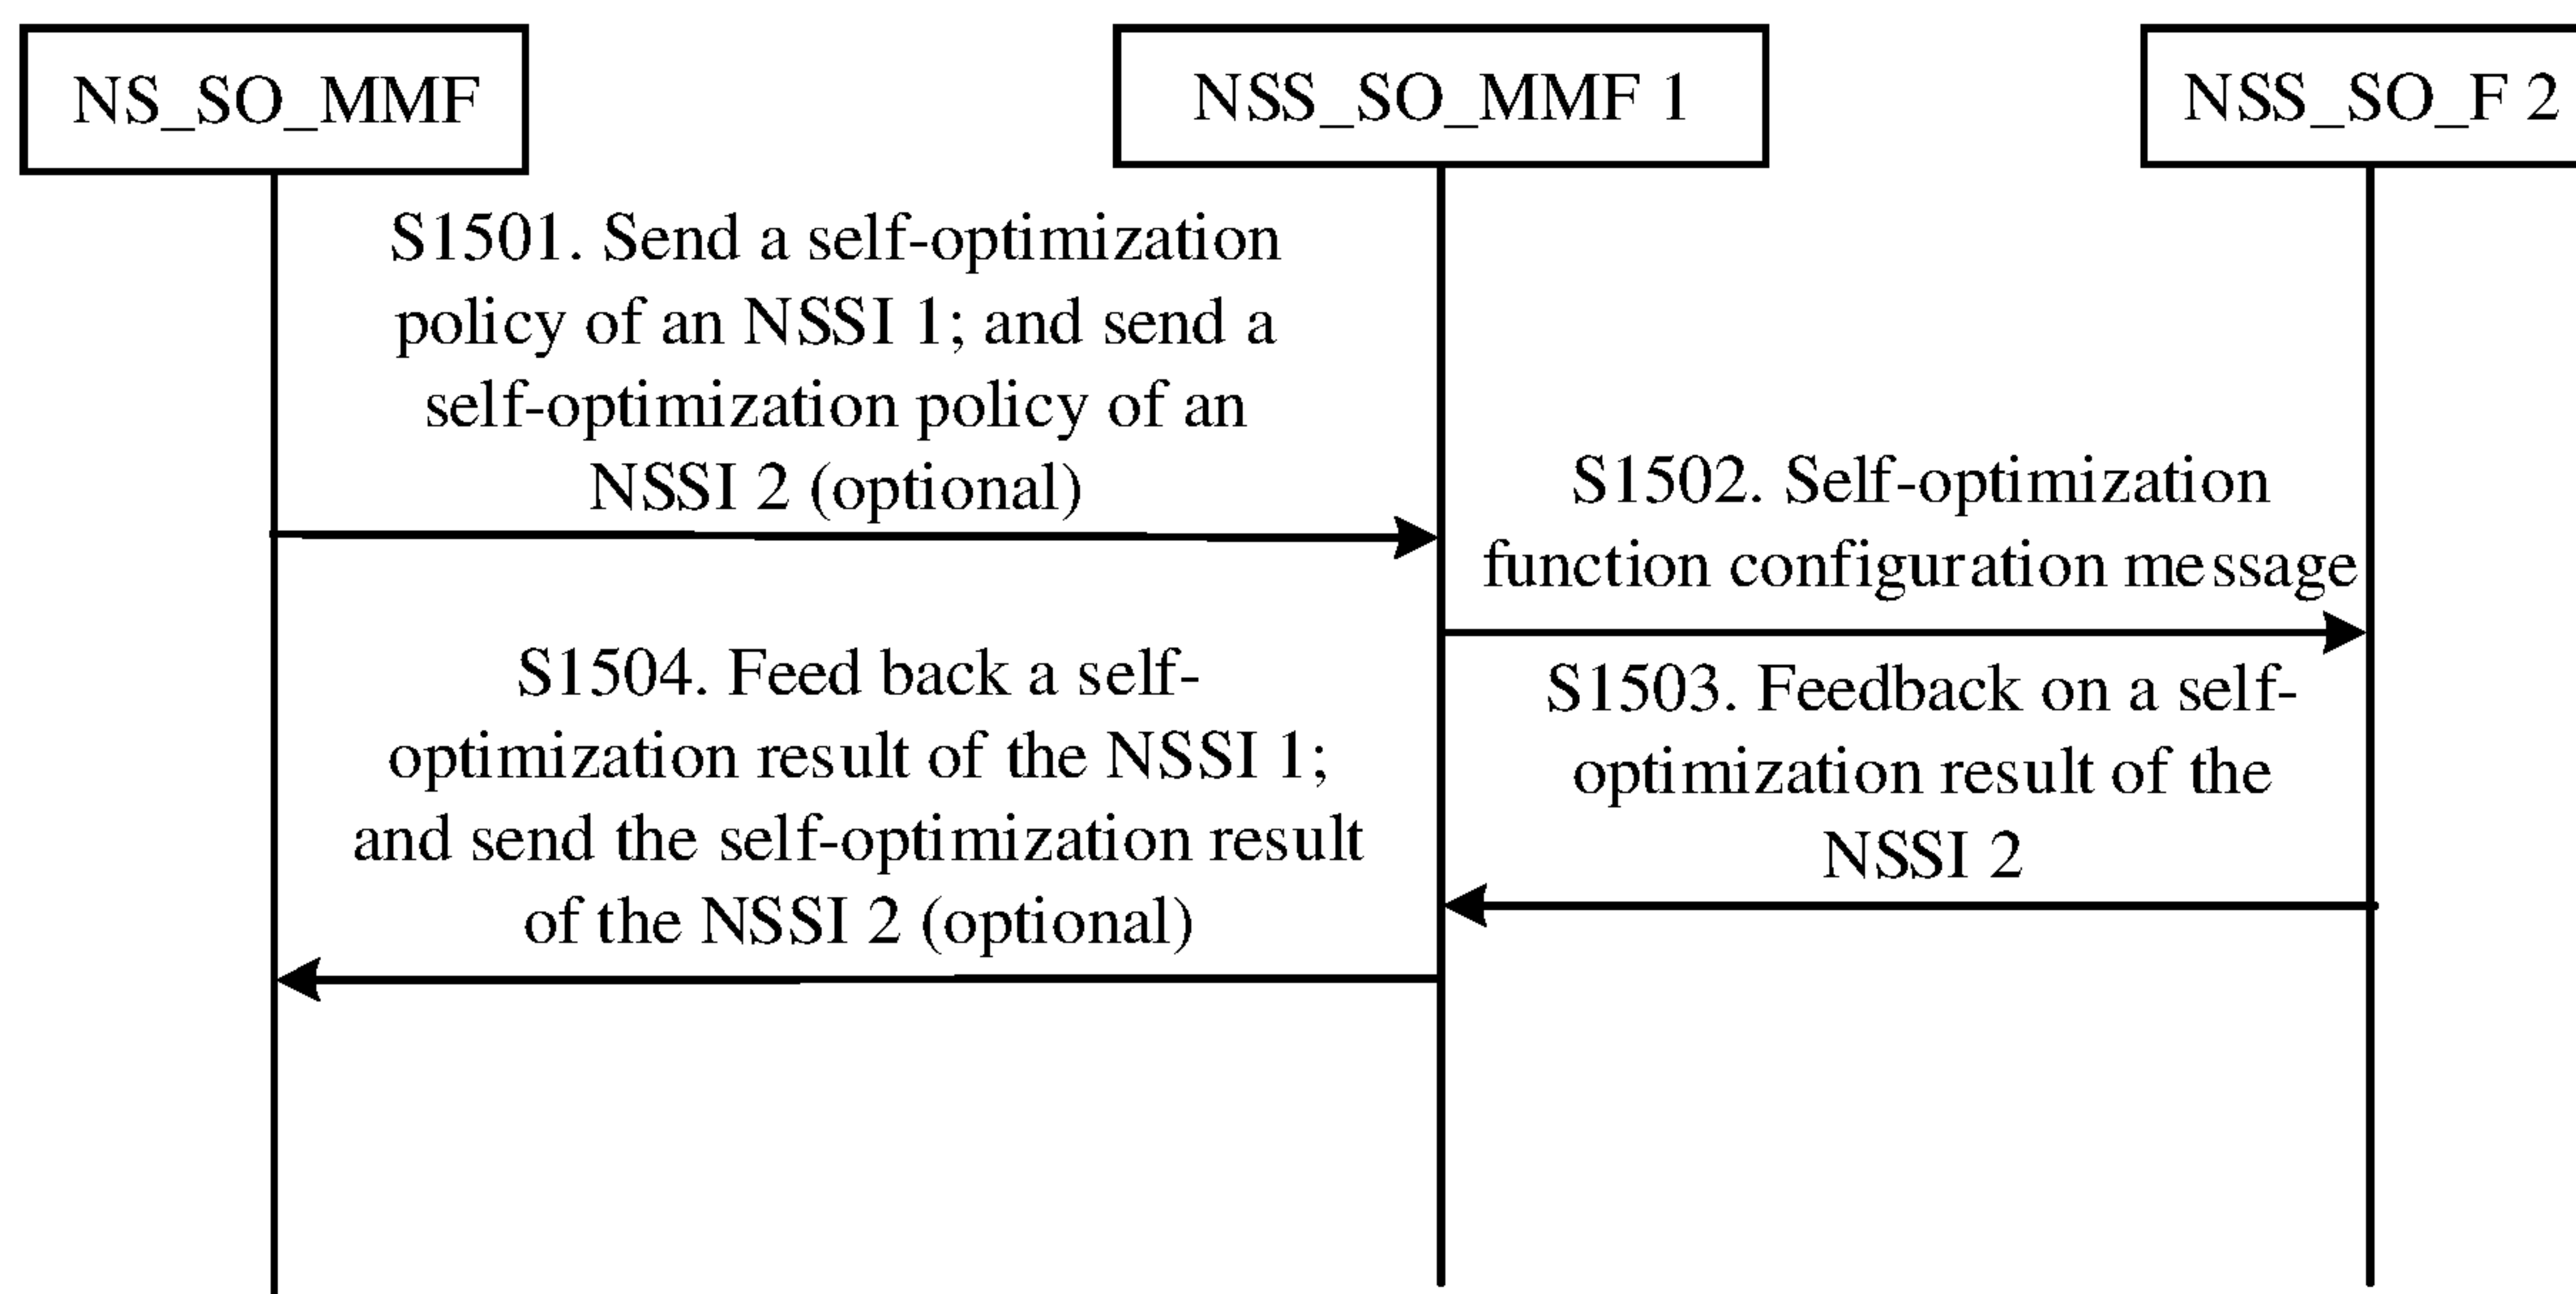 NS_SO_MMF
NSS_SO_MMF 1
NSS_SO_F 2
S1501. Send a self-optimization
policy of an NSSI 1; and send a
self-optimization policy of an
NSSI 2 (optional)
S1502. Self-optimization
function configuration message
S1503. Feedback on a self-
optimization result of the
NSSI 2
S1504. Feed back a self-
optimization result of the NSSI 1;
and send the self-optimization result
of the NSSI 2 (optional)